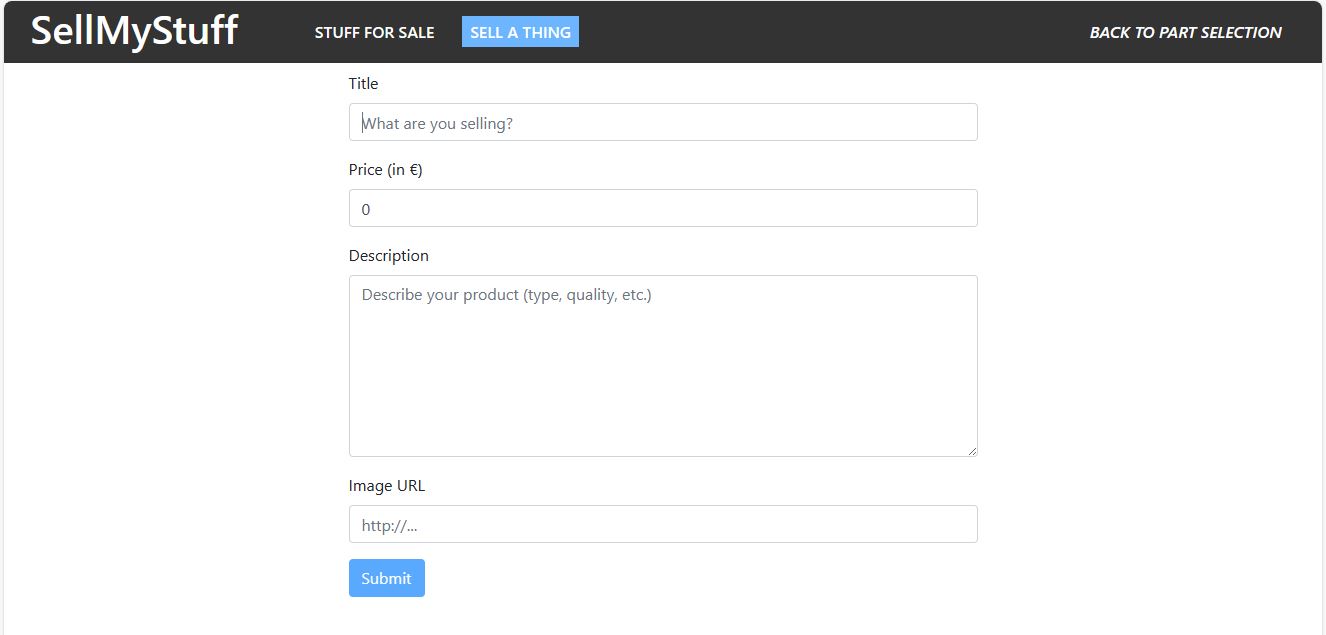 SellMyStuff STUFF FOR SALE SELL A THING BACK TO PART SELECTION
Title
What are you selling?
Price (in €)
0
Description
Describe your product (type, quality, etc.)
Image URL
http://...
Submit